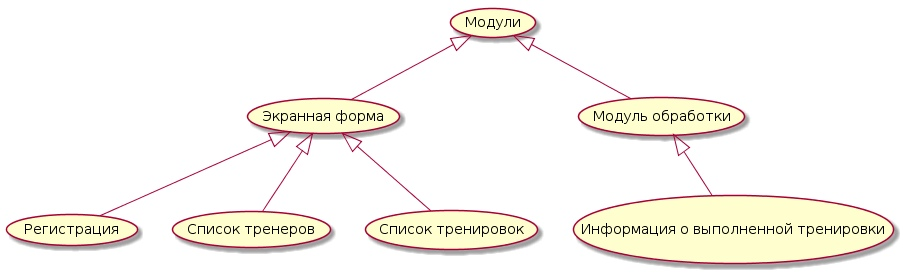 Модули
Экранная форма
Модуль обработки
Регистрация
Список тренеров
Список тренировок
Информация о выполненной тренировки